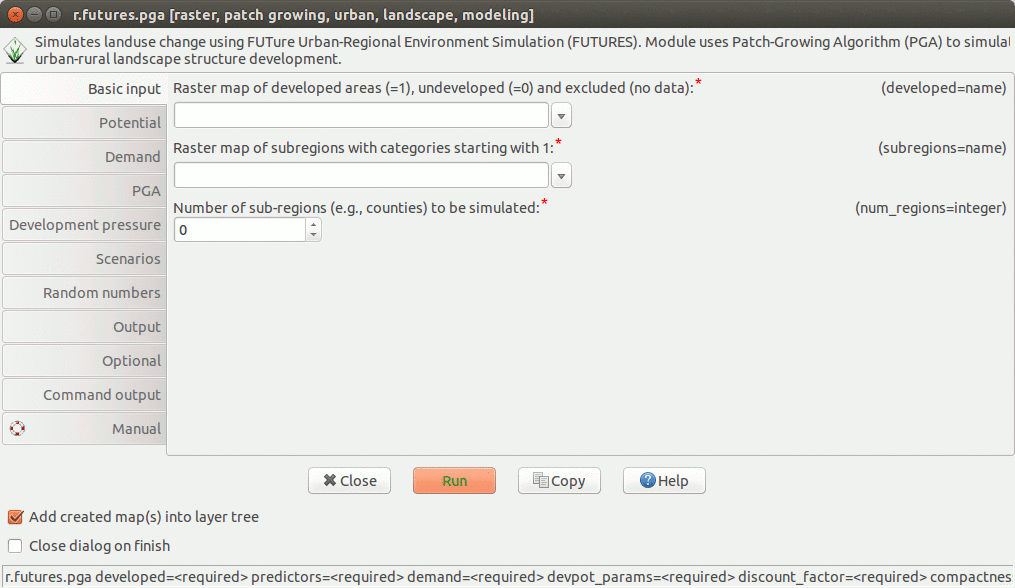 r.futures.pga [raster, patch growing, urban, landscape, modeling]
Simulates landuse change using FUTure Urban-Regional Environment Simulation (FUTURES). Module uses Patch-Growing Algorithm (PGA) to
urban-rural landscape structure development.
Basic input
Potential
Demand
PGA
Development pressure
Scenarios
Random numbers
Output
Optional
Command output
Manual
Raster map of developed areas (=1), undeveloped (=0) and excluded (no data):* (developed=name)
Raster map of subregions with categories starting with 1:* (subregions=name)
Number of sub-regions (e.g., counties) to be simulated:* (num_regions=integer)
0
Close Run Copy Help
Add created map(s) into layer tree
Close dialog on finish
r.futures.pga developed=<required> predictors=<required> demand=<required> devpot_params=<required> discount_factor=<required>